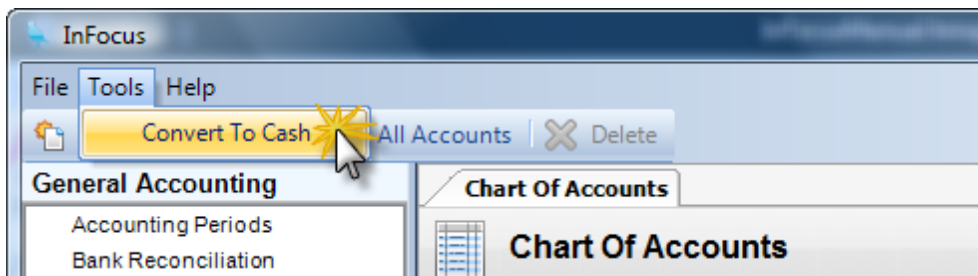 InFocus
File Tools Help
Convert To Cash All Accounts Delete
General Accounting Chart Of Accounts
Accounting Periods
Bank Reconciliation Chart Of Accounts